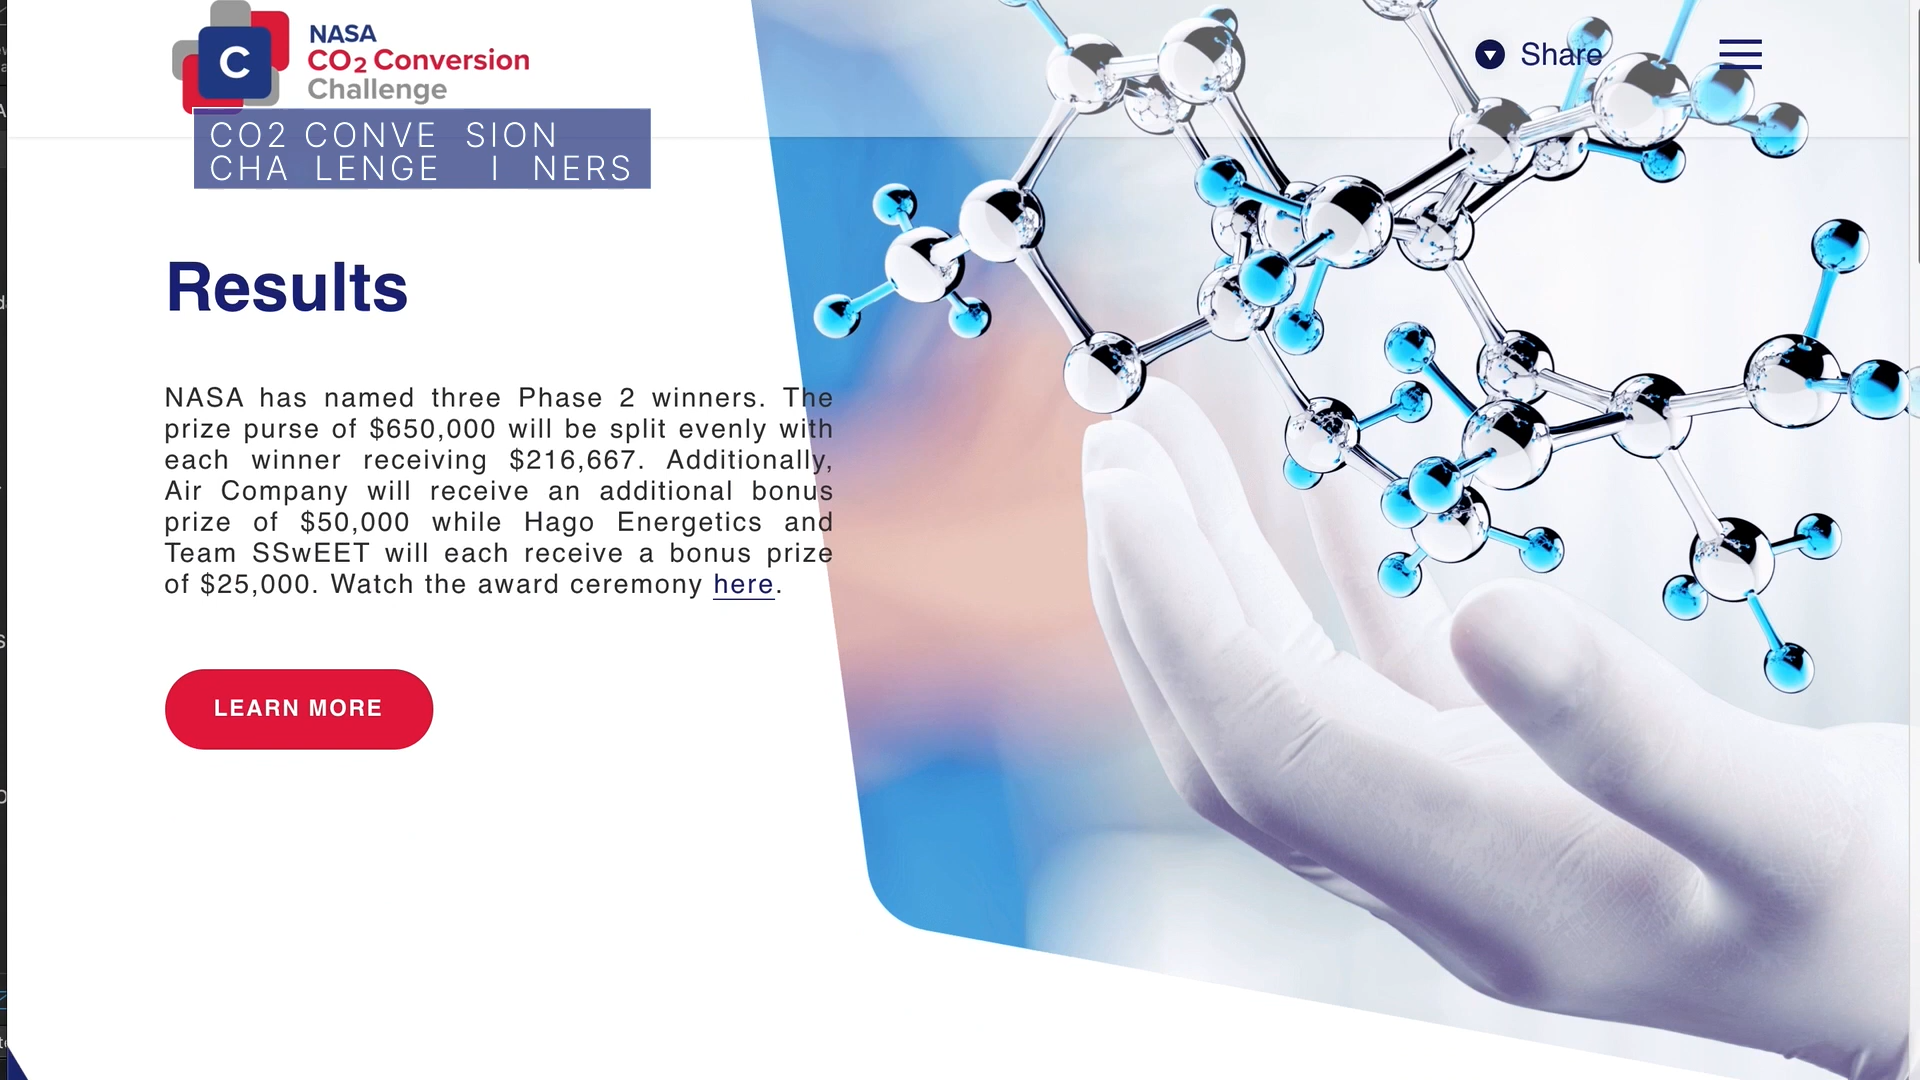 NASA
CO2 Conversion
Challenge
C
Share
CO2 CONVE SION
CHA LENGE I NERS
Results
NASA has named three Phase 2 winners. The
prize purse of $650,000 will be split evenly with
each winner receiving $216,667. Additionally,
Air Company will receive an additional bonus
prize of $50,000 while Hago Energetics and
Team SSwEET will each receive a bonus prize
of $25,000. Watch the award ceremony here.
LEARN MORE